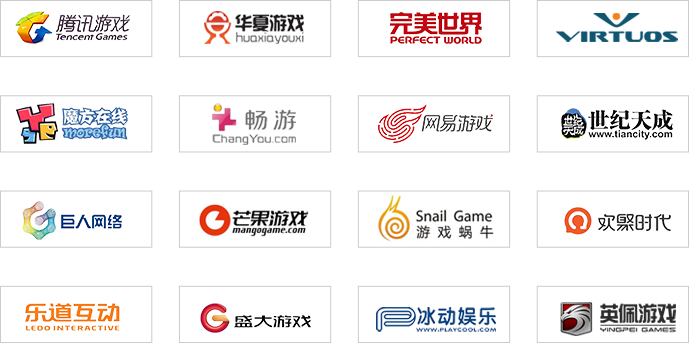 腾讯游戏
Tencent Games
华夏游戏
huaxiayouxi
完美世界
PERFECT WORLD
VIRTUOS
魔方在线
morefun
畅游
ChangYou.com
网易游戏
世纪天成
www.tiancity.com
巨人网络
芒果游戏
mangogame.com
Snail Game
游戏蜗牛
欢聚时代
乐道互动
LEDO INTERACTIVE
盛大游戏
冰动娱乐
WWW.PLAYCOOL.COM
英佩游戏
YINGPEI GAMES